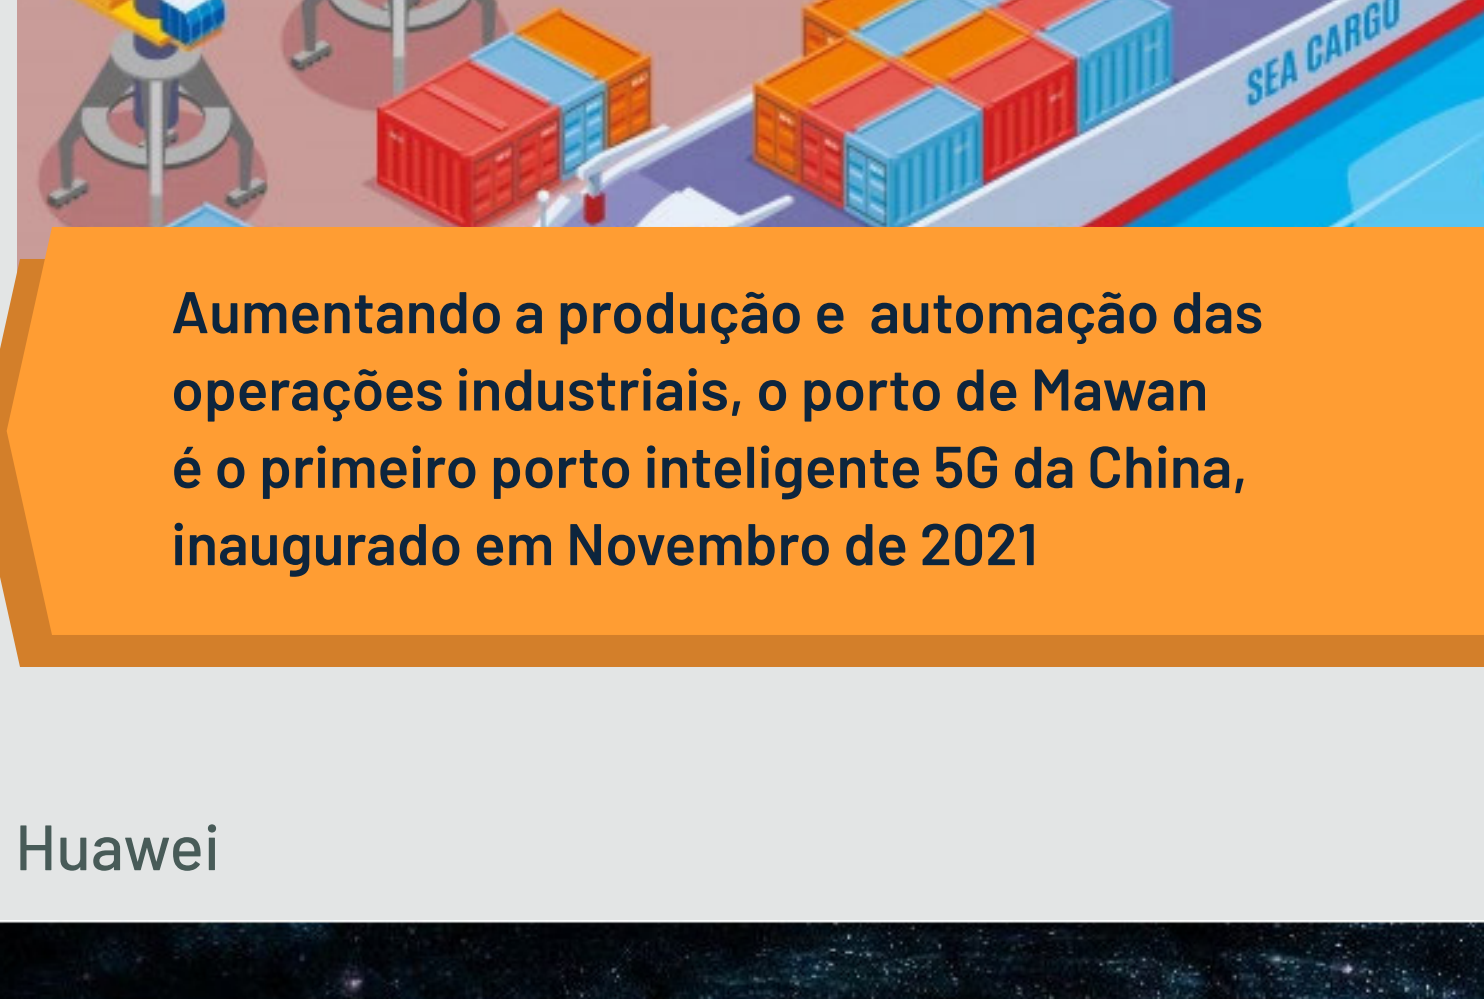 SEA CARGO
Aumentando a produção e  automação das
operações industriais, o porto de Mawan
é o primeiro porto inteligente 5G da China,
inaugurado em Novembro de 2021
Huawei